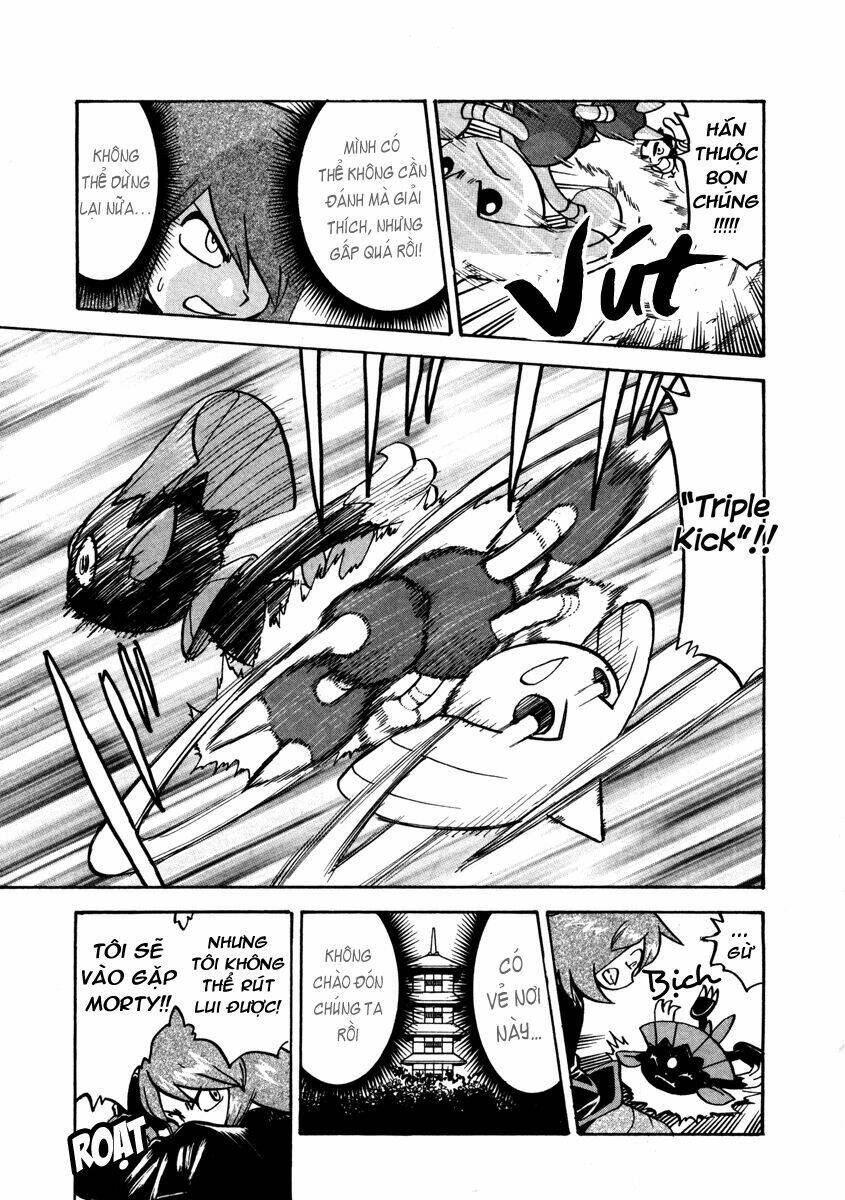 HẮN
THUỘC
BỌN
CHÚNG
!!!!!
VÚT
MÌNH CÓ
THỂ KHÔNG CẦN
ĐÁNH MÀ GIẢI
THÍCH, NHƯNG
GẤP QUÁ RỒI!
KHÔNG
THỂ DỪNG
LẠI NỮA...
"Triple
Kick"!!
...
GỪ
Bịch
CÓ
VẺ NƠI
NÀY...
KHÔNG
CHÀO ĐÓN
CHÚNG TA
RỒI
NHƯNG
TÔI KHÔNG
THỂ RÚT
LUI ĐƯỢC!
TÔI SẼ
VÀO GẶP
MORTY!!
ROẠT